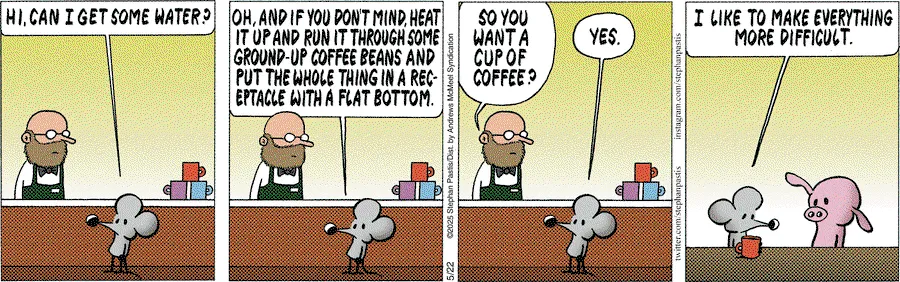 HI, CAN I GET SOME WATER?
OH, AND IF YOU DON'T MIND, HEAT
IT UP AND RUN IT THROUGH SOME
GROUND-UP COFFEE BEANS AND
PUT THE WHOLE THING IN A REC-
EPTACLE WITH A FLAT BOTTOM.
©2025 Stephan Pastis/Dist. by Andrews McMeel Syndication
5/22
SO YOU
WANT A
CUP OF
COFFEE?
YES.
twitter.com/stephanpastis
instagram.com/stephanpastis
I LIKE TO MAKE EVERYTHING
MORE DIFFICULT.